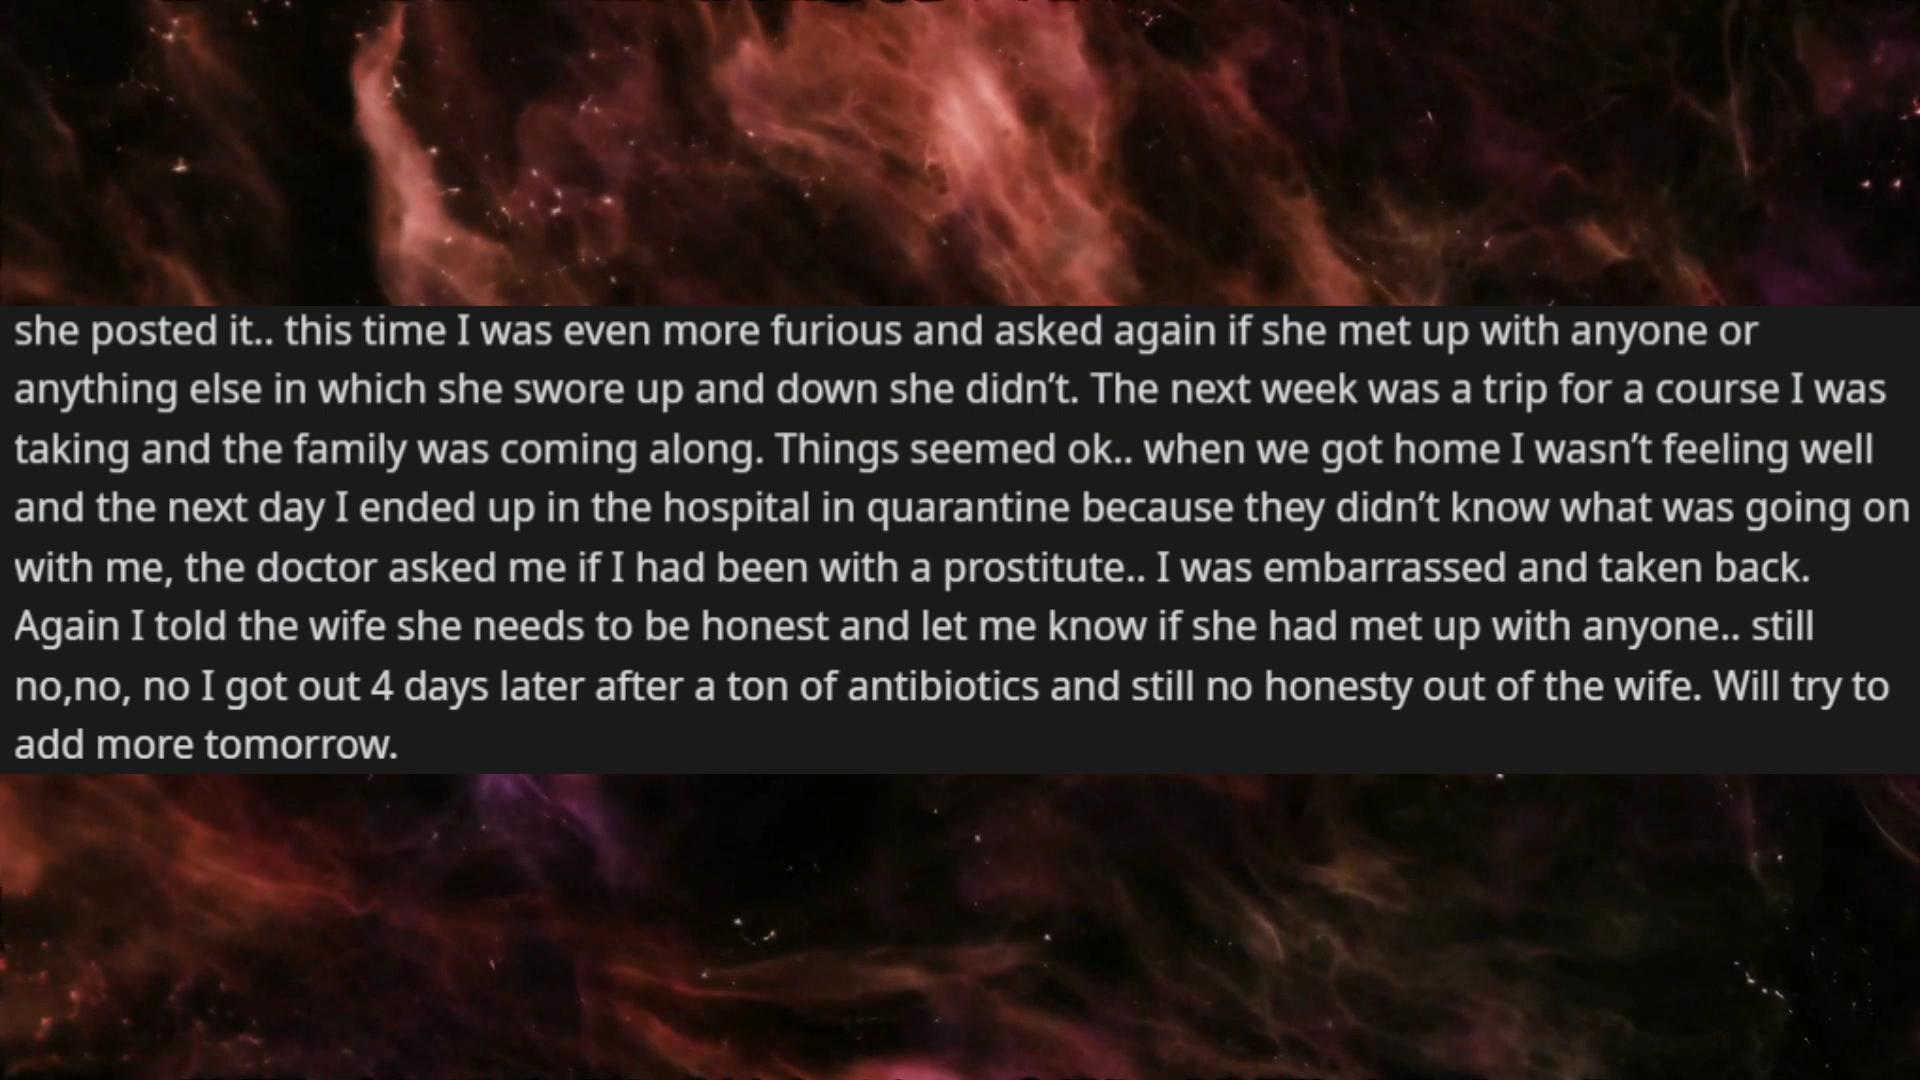 she posted it.. this time I was even more furious and asked again if she met up with anyone or
anything else in which she swore up and down she didn’t. The next week was a trip for a course I was
taking and the family was coming along. Things seemed ok.. when we got home I wasn’t feeling well
and the next day I ended up in the hospital in quarantine because they didn’t know what was going on
with me, the doctor asked me if I had been with a prostitute.. I was embarrassed and taken back.
Again I told the wife she needs to be honest and let me know if she had met up with anyone.. still
no,no, no I got out 4 days later after a ton of antibiotics and still no honesty out of the wife. Will try to
add more tomorrow.